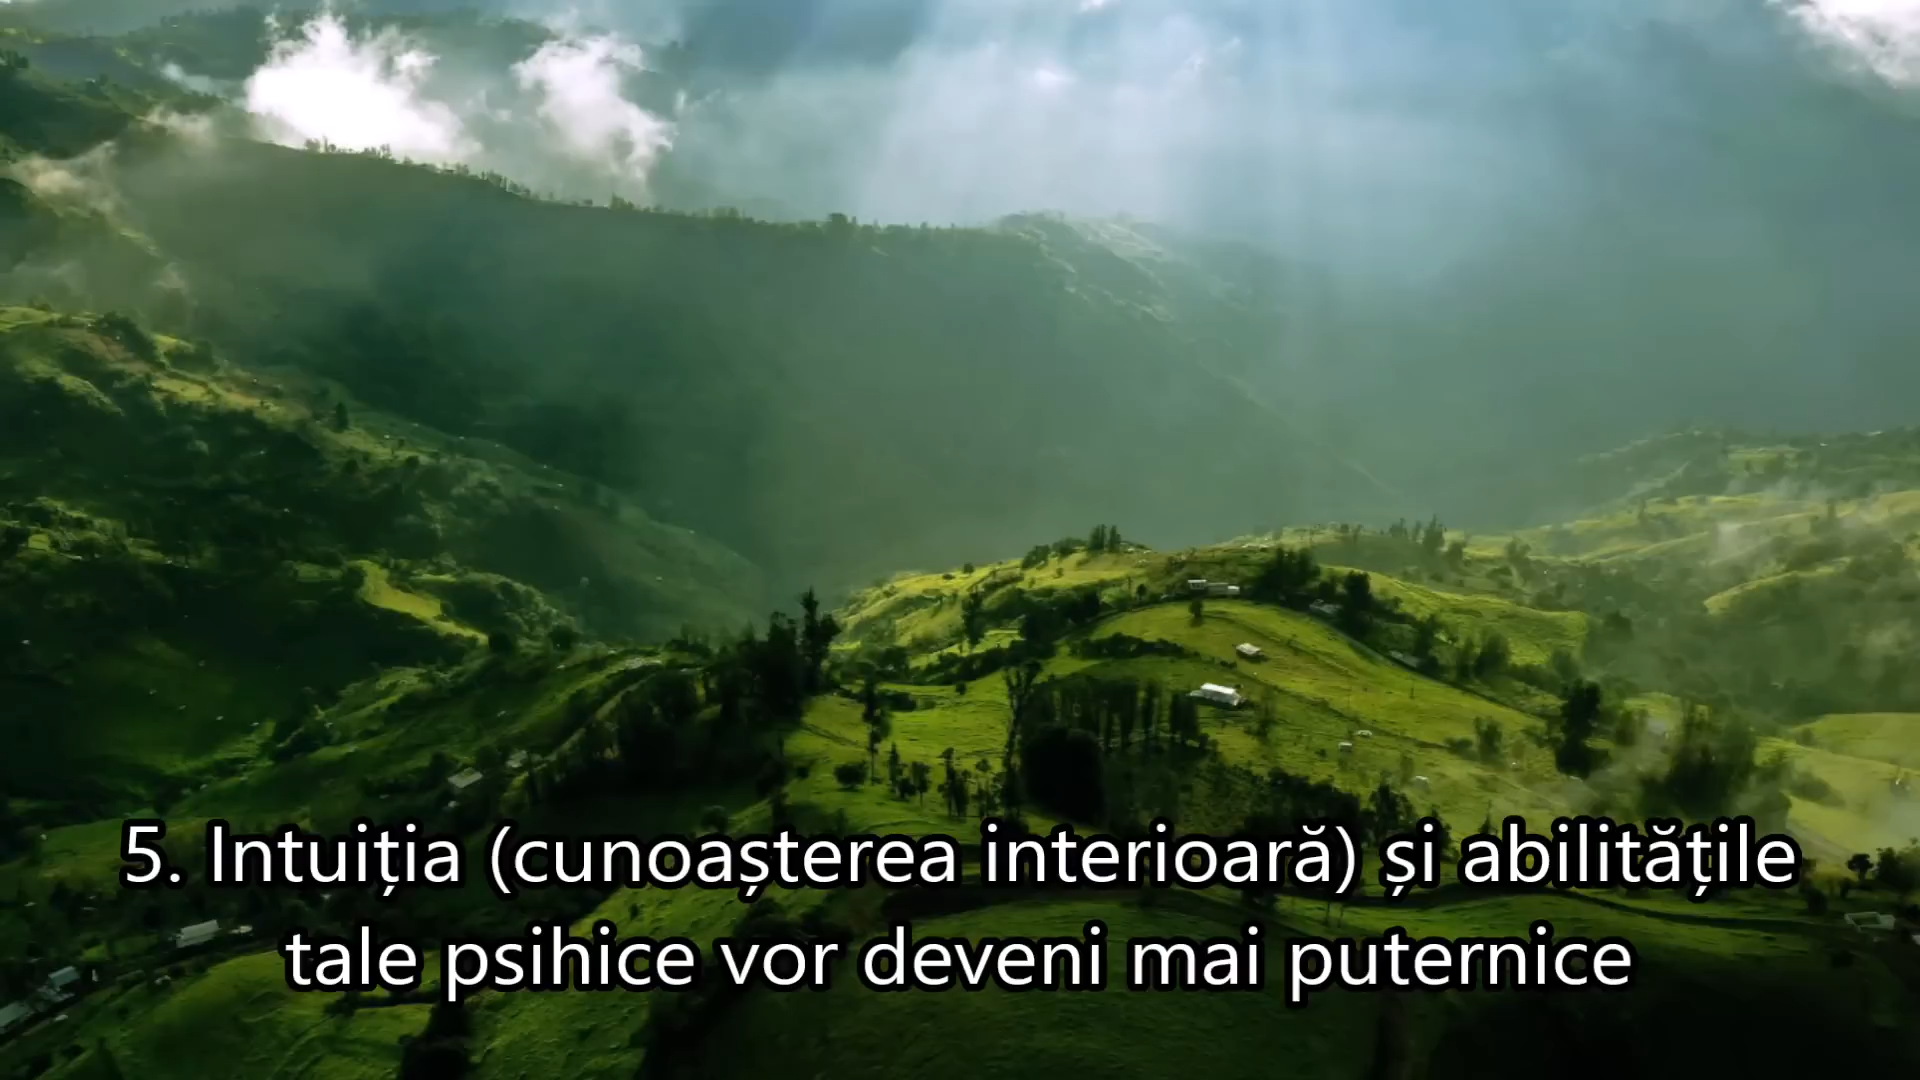 5. Intuiția (cunoașterea interioară) și abilitățile
tale psihice vor deveni mai puternice